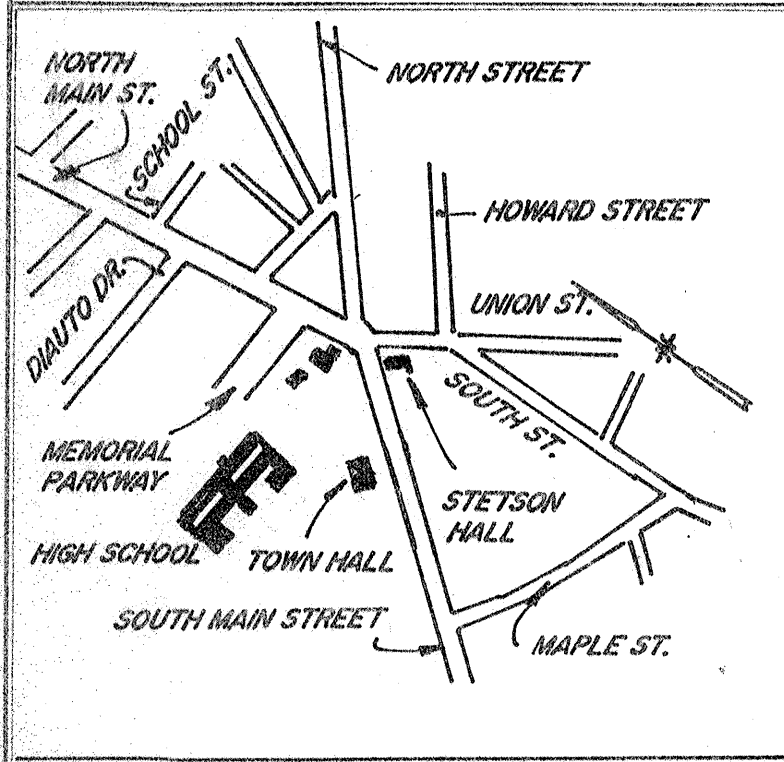 NORTH
MAIN ST.
SCHOOL ST.
NORTH STREET
HOWARD STREET
UNION ST.
DIAUTO DR.
SOUTH ST.
MEMORIAL
PARKWAY
STETSON
HALL
HIGH SCHOOL
TOWN HALL
SOUTH MAIN STREET
MAPLE ST.